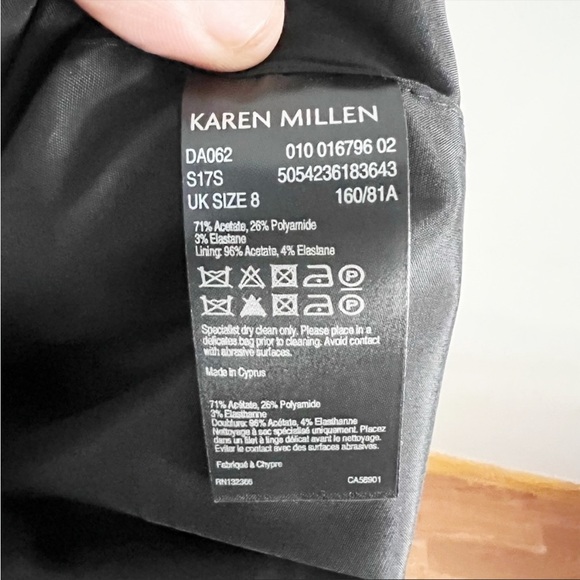 KAREN MILLEN
DA062 010 016796 02
S17S 5054236183643
UK SIZE 8 160/81A
71% Acetate, 26% Polyamide
3% Elastane
Lining: 96% Acetate, 4% Elastane
P
P
Specialist dry clean only. Please place in a
delicates bag prior to cleaning. Avoid contact
with abrasive surfaces.
Made in Cyprus
71% Acétate, 26% Polyamide
3% Elasthanne
Doublure: 96% Acétate, 4% Elasthanne
Nettoyage à sec spécialisé uniquement. Placez
dans un filet à linge délicat avant le nettoyage.
Eviter le contact avec des surfaces abrasives.
Fabriqué à Chypre
RN132366 CA58901